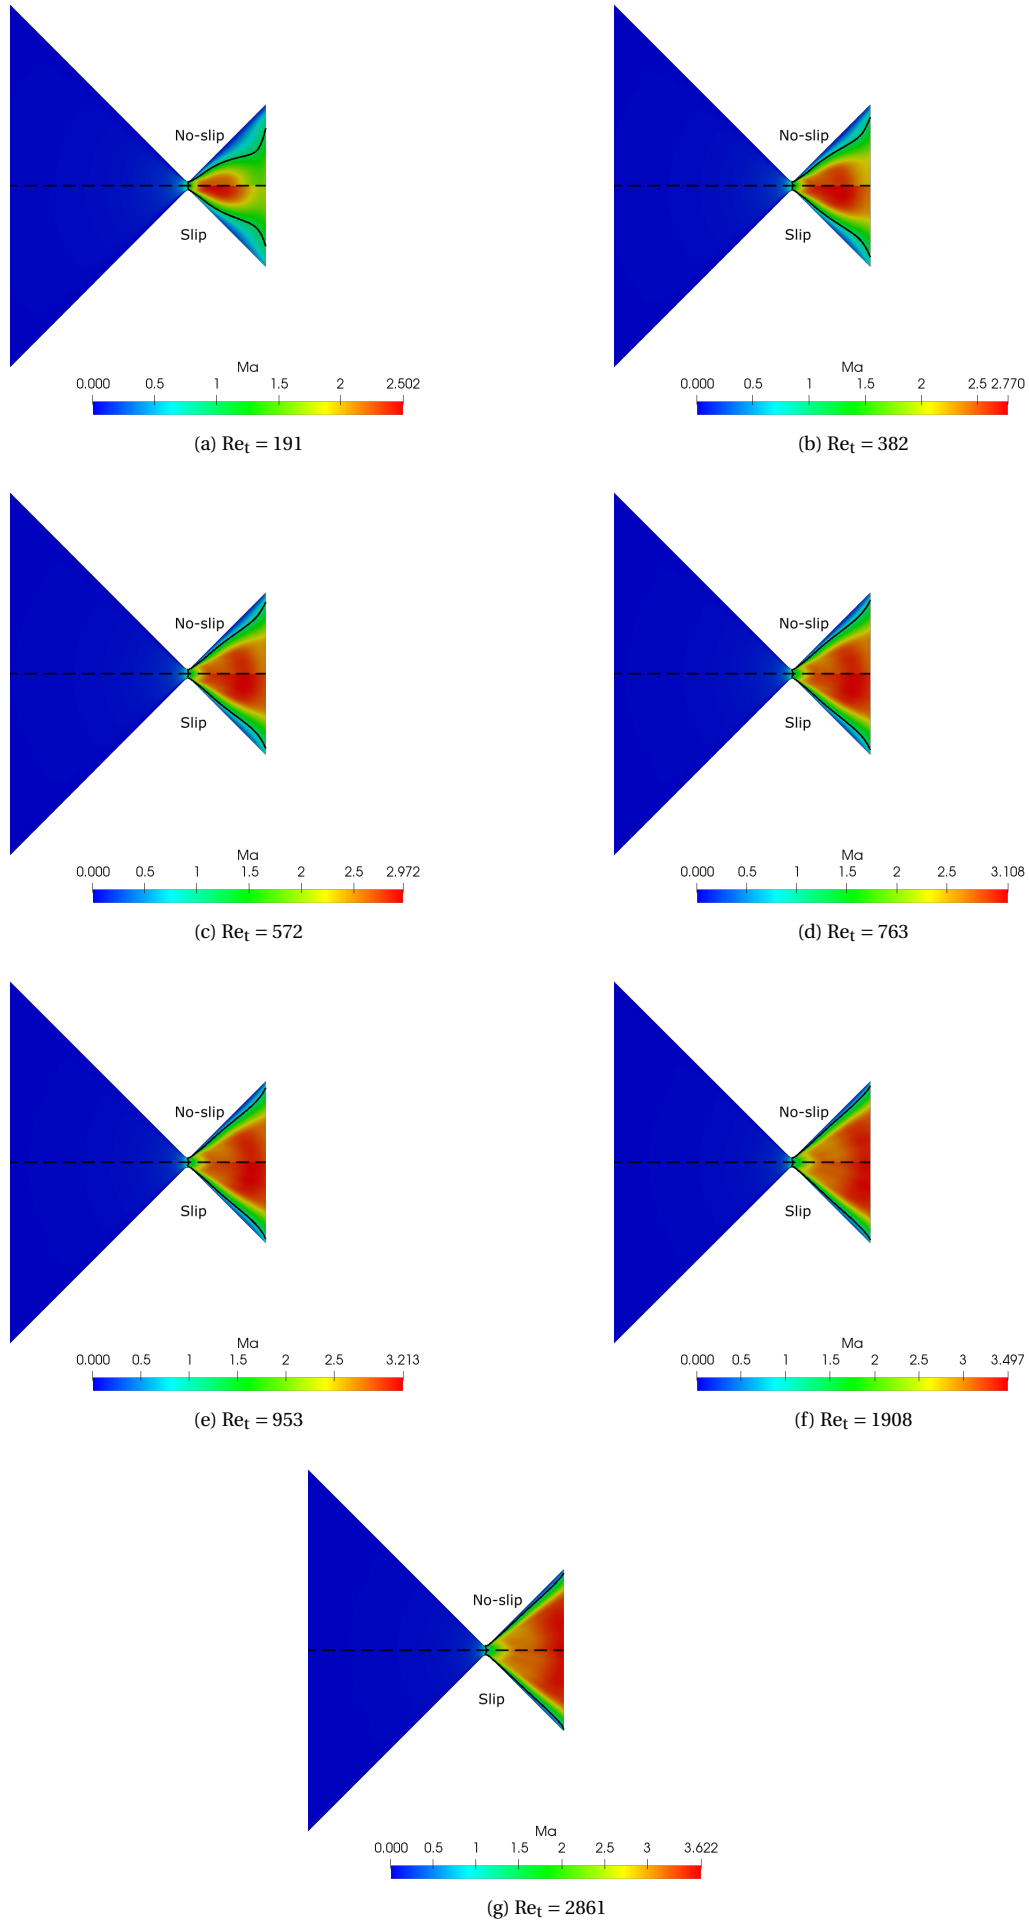 No-slip
No-slip
Slip
Slip
Ma
Ma
0.000 0.5 1 1.5 2 2.502
0.000 0.5 1 1.5 2 2.5 2.770
(a) Reₜ = 191
(b) Reₜ = 382
No-slip
No-slip
Slip
Slip
Ma
Ma
0.000 0.5 1 1.5 2 2.5 2.972
0.000 0.5 1 1.5 2 2.5 3.108
(c) Reₜ = 572
(d) Reₜ = 763
No-slip
No-slip
Slip
Slip
Ma
Ma
0.000 0.5 1 1.5 2 2.5 3.213
0.000 0.5 1 1.5 2 2.5 3 3.497
(e) Reₜ = 953
(f) Reₜ = 1908
No-slip
Slip
Ma
0.000 0.5 1 1.5 2 2.5 3 3.622
(g) Reₜ = 2861